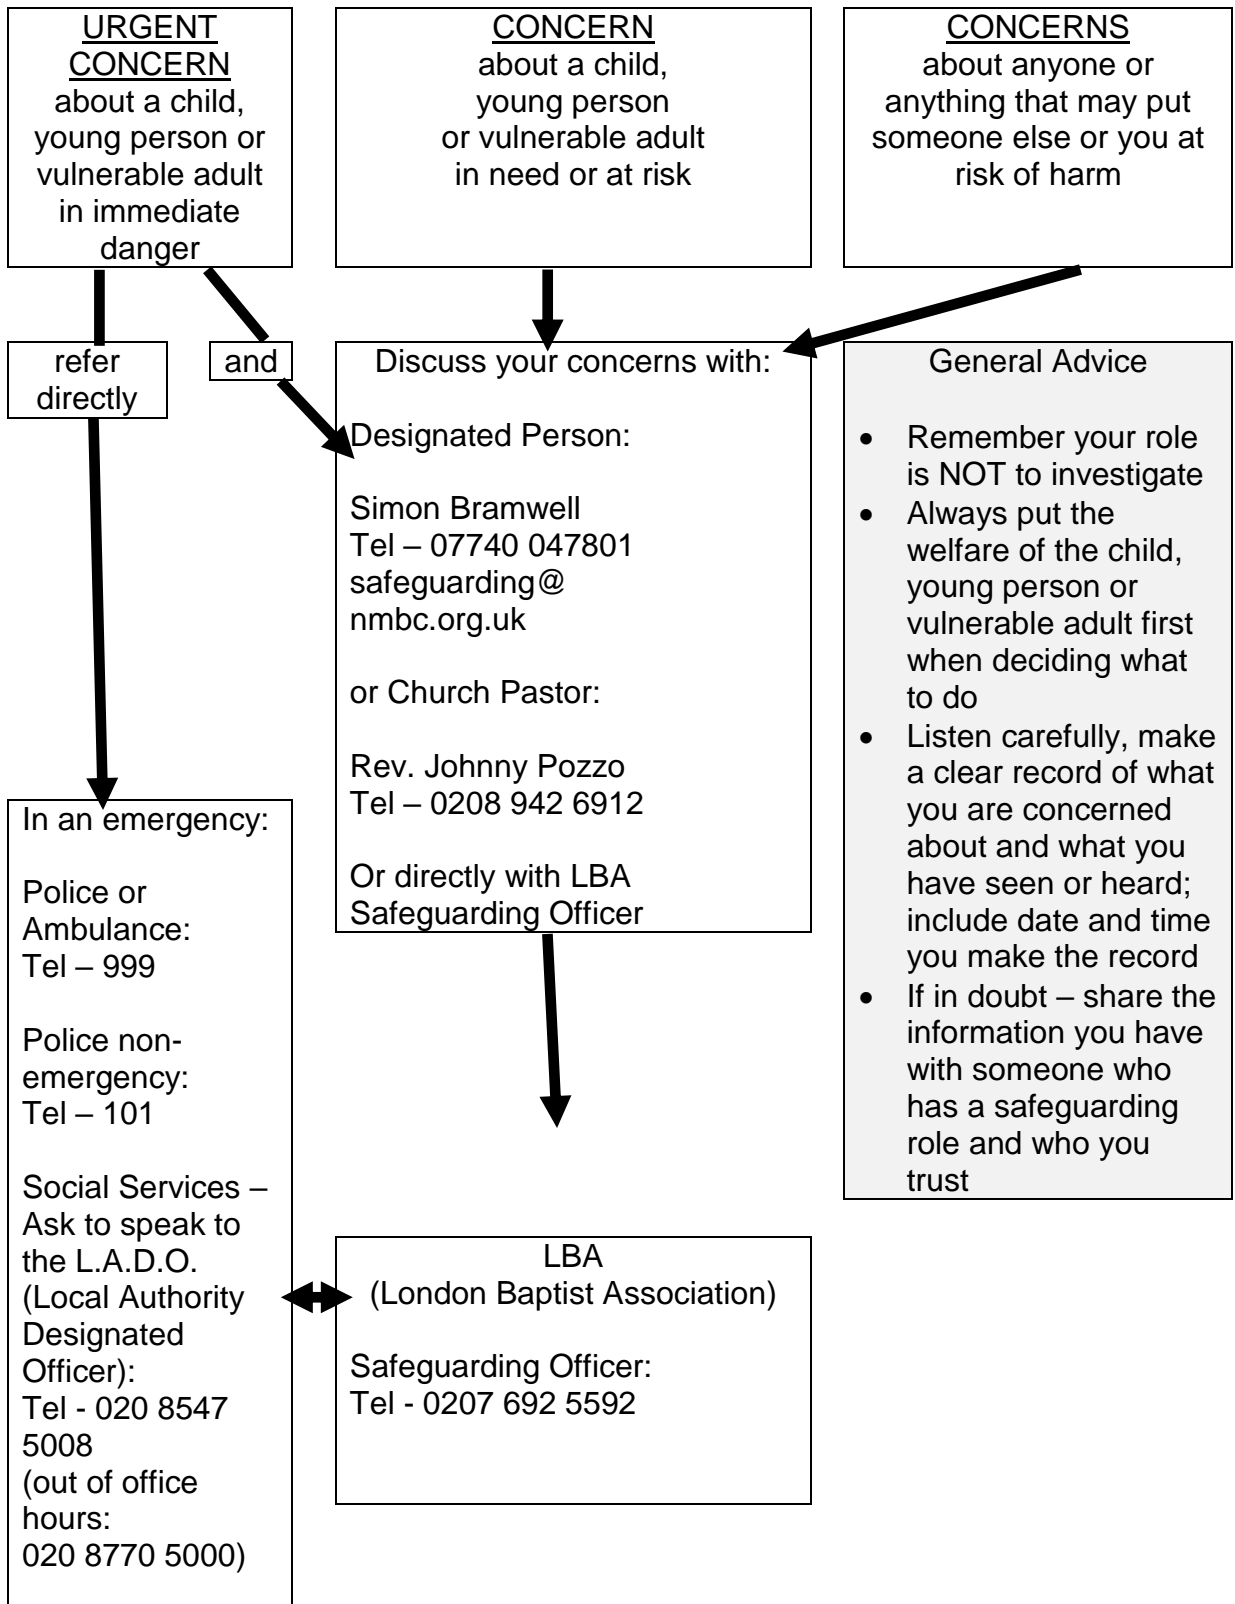 URGENT
CONCERN
about a child,
young person or
vulnerable adult
in immediate
danger
CONCERN
about a child,
young person
or vulnerable adult
in need or at risk
CONCERNS
about anyone or
anything that may put
someone else or you at
risk of harm
refer
directly
and
Discuss your concerns with:
Designated Person:
Simon Bramwell
Tel – 07740 047801
safeguarding@
nmbc.org.uk
or Church Pastor:
Rev. Johnny Pozzo
Tel – 0208 942 6912
Or directly with LBA
Safeguarding Officer
General Advice
• Remember your role
is NOT to investigate
• Always put the
welfare of the child,
young person or
vulnerable adult first
when deciding what
to do
• Listen carefully, make
a clear record of what
you are concerned
about and what you
have seen or heard;
include date and time
you make the record
• If in doubt – share the
information you have
with someone who
has a safeguarding
role and who you
trust
In an emergency:
Police or
Ambulance:
Tel – 999
Police non-
emergency:
Tel – 101
Social Services –
Ask to speak to
the L.A.D.O.
(Local Authority
Designated
Officer):
Tel - 020 8547
5008
(out of office
hours:
020 8770 5000)
LBA
(London Baptist Association)
Safeguarding Officer:
Tel - 0207 692 5592